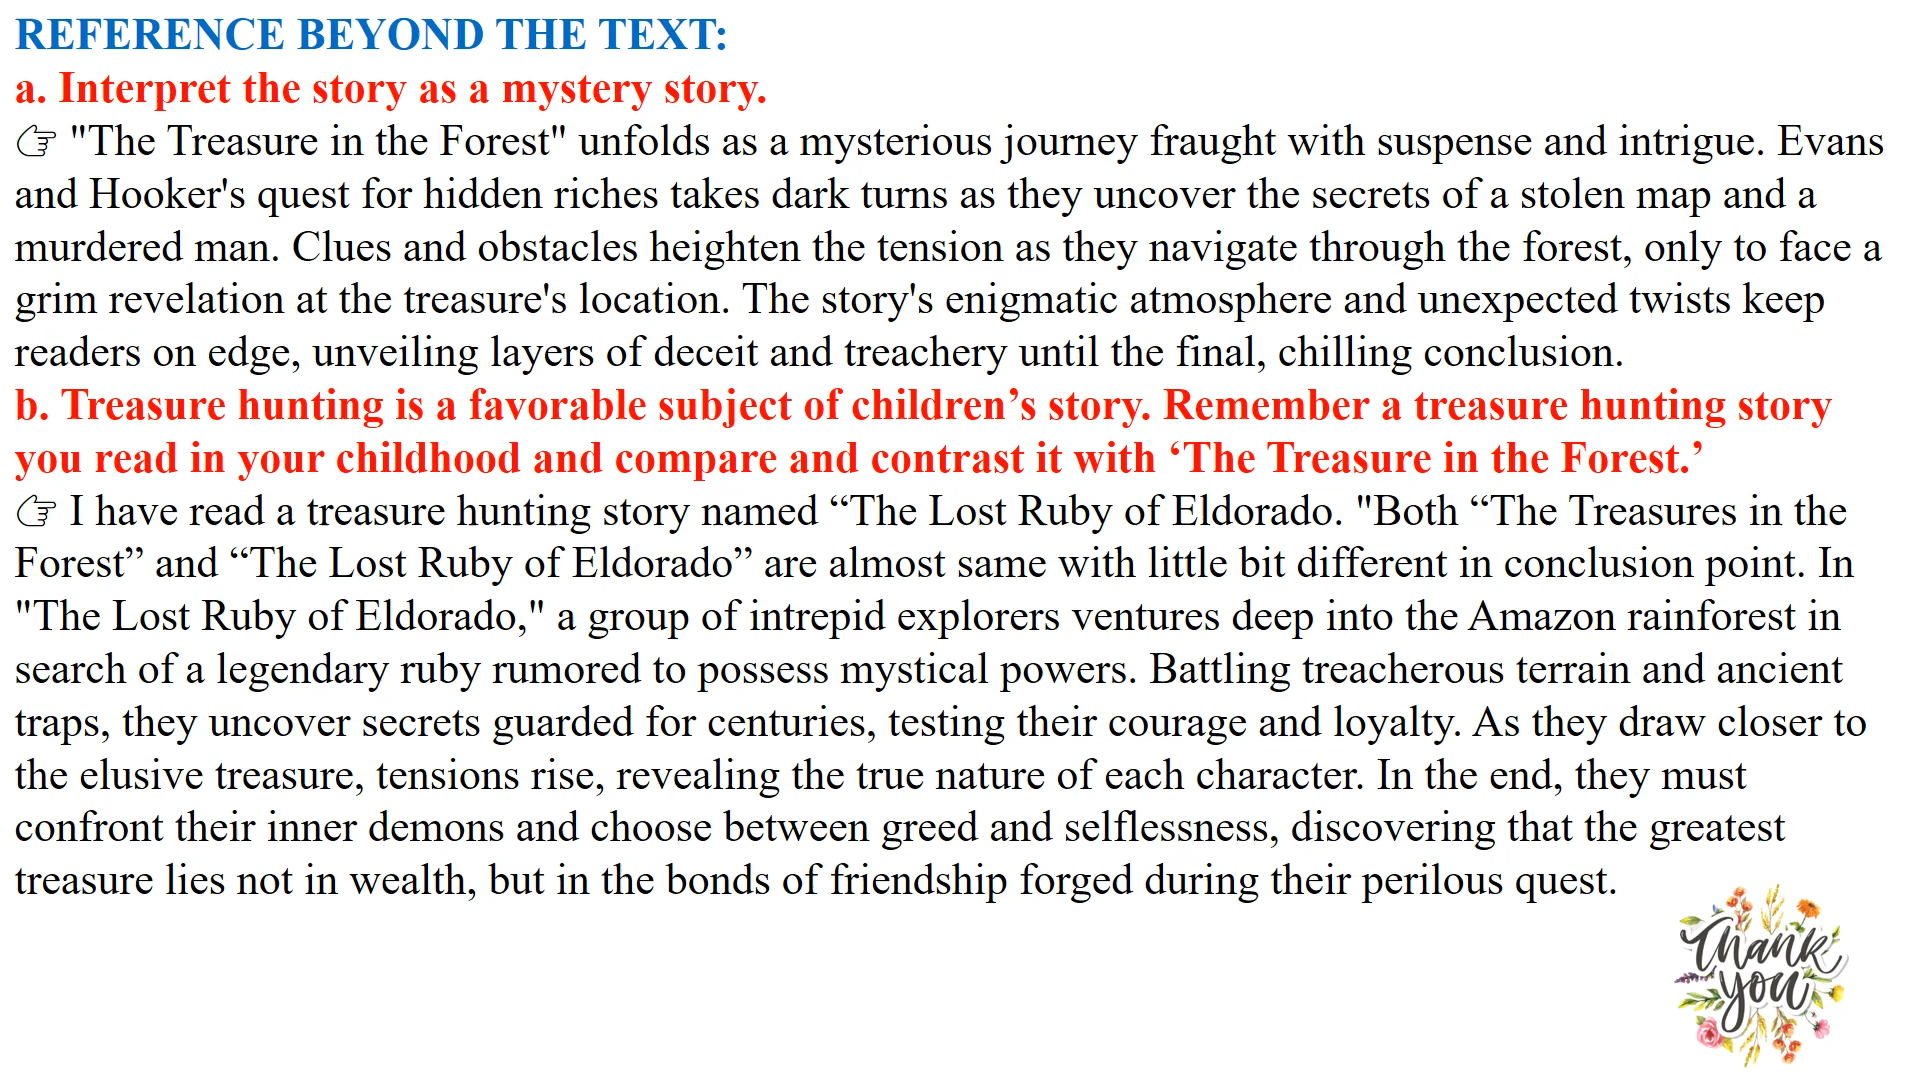 REFERENCE BEYOND THE TEXT:
a. Interpret the story as a mystery story.
☞ "The Treasure in the Forest" unfolds as a mysterious journey fraught with suspense and intrigue. Evans
and Hooker's quest for hidden riches takes dark turns as they uncover the secrets of a stolen map and a
murdered man. Clues and obstacles heighten the tension as they navigate through the forest, only to face a
grim revelation at the treasure's location. The story's enigmatic atmosphere and unexpected twists keep
readers on edge, unveiling layers of deceit and treachery until the final, chilling conclusion.
b. Treasure hunting is a favorable subject of children’s story. Remember a treasure hunting story
you read in your childhood and compare and contrast it with ‘The Treasure in the Forest.’
☞ I have read a treasure hunting story named “The Lost Ruby of Eldorado. "Both “The Treasures in the
Forest” and “The Lost Ruby of Eldorado” are almost same with little bit different in conclusion point. In
"The Lost Ruby of Eldorado," a group of intrepid explorers ventures deep into the Amazon rainforest in
search of a legendary ruby rumored to possess mystical powers. Battling treacherous terrain and ancient
traps, they uncover secrets guarded for centuries, testing their courage and loyalty. As they draw closer to
the elusive treasure, tensions rise, revealing the true nature of each character. In the end, they must
confront their inner demons and choose between greed and selflessness, discovering that the greatest
treasure lies not in wealth, but in the bonds of friendship forged during their perilous quest.
Thank
you